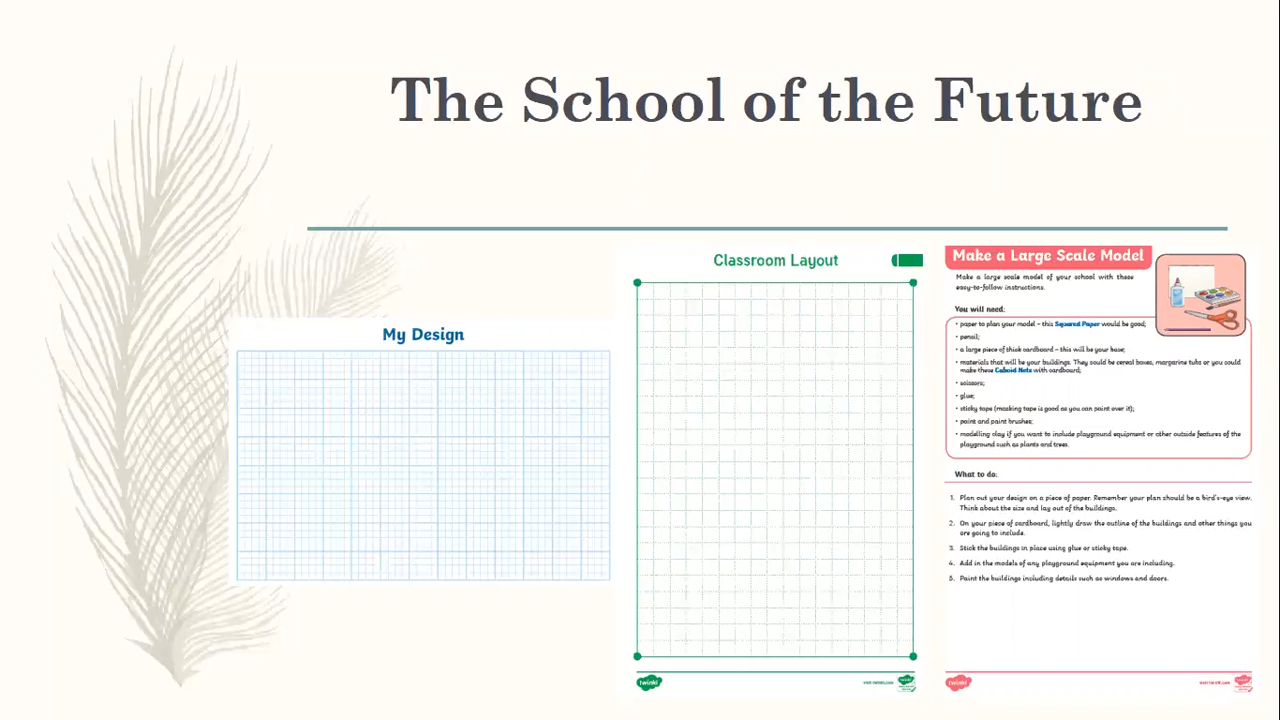 The School of the Future
My Design
Classroom Layout
Make a Large Scale Model
Make a large scale model of your school with these
easy-to-follow instructions.
You will need:
• paper to plan your model – this Squared Paper would be good;
• pencil;
• a large piece of thick cardboard – this will be your base;
• materials that will be your buildings. They could be cereal boxes, margarine tubs or you could
make these Cuboid Nets with cardboard;
• scissors;
• glue;
• sticky tape (masking tape is good as you can paint over it);
• paint and paint brushes;
• modelling clay if you want to include playground equipment or other outside features of the
playground such as plants and trees.
What to do:
1. Plan out your design on a piece of paper. Remember your plan should be a bird's-eye view.
Think about the size and lay out of the buildings.
2. On your piece of cardboard, lightly draw the outline of the buildings and other things you
are going to include.
3. Stick the buildings in place using glue or sticky tape.
4. Add in the models of any playground equipment you are including.
5. Paint the buildings including details such as windows and doors.
twinkl
twinkl